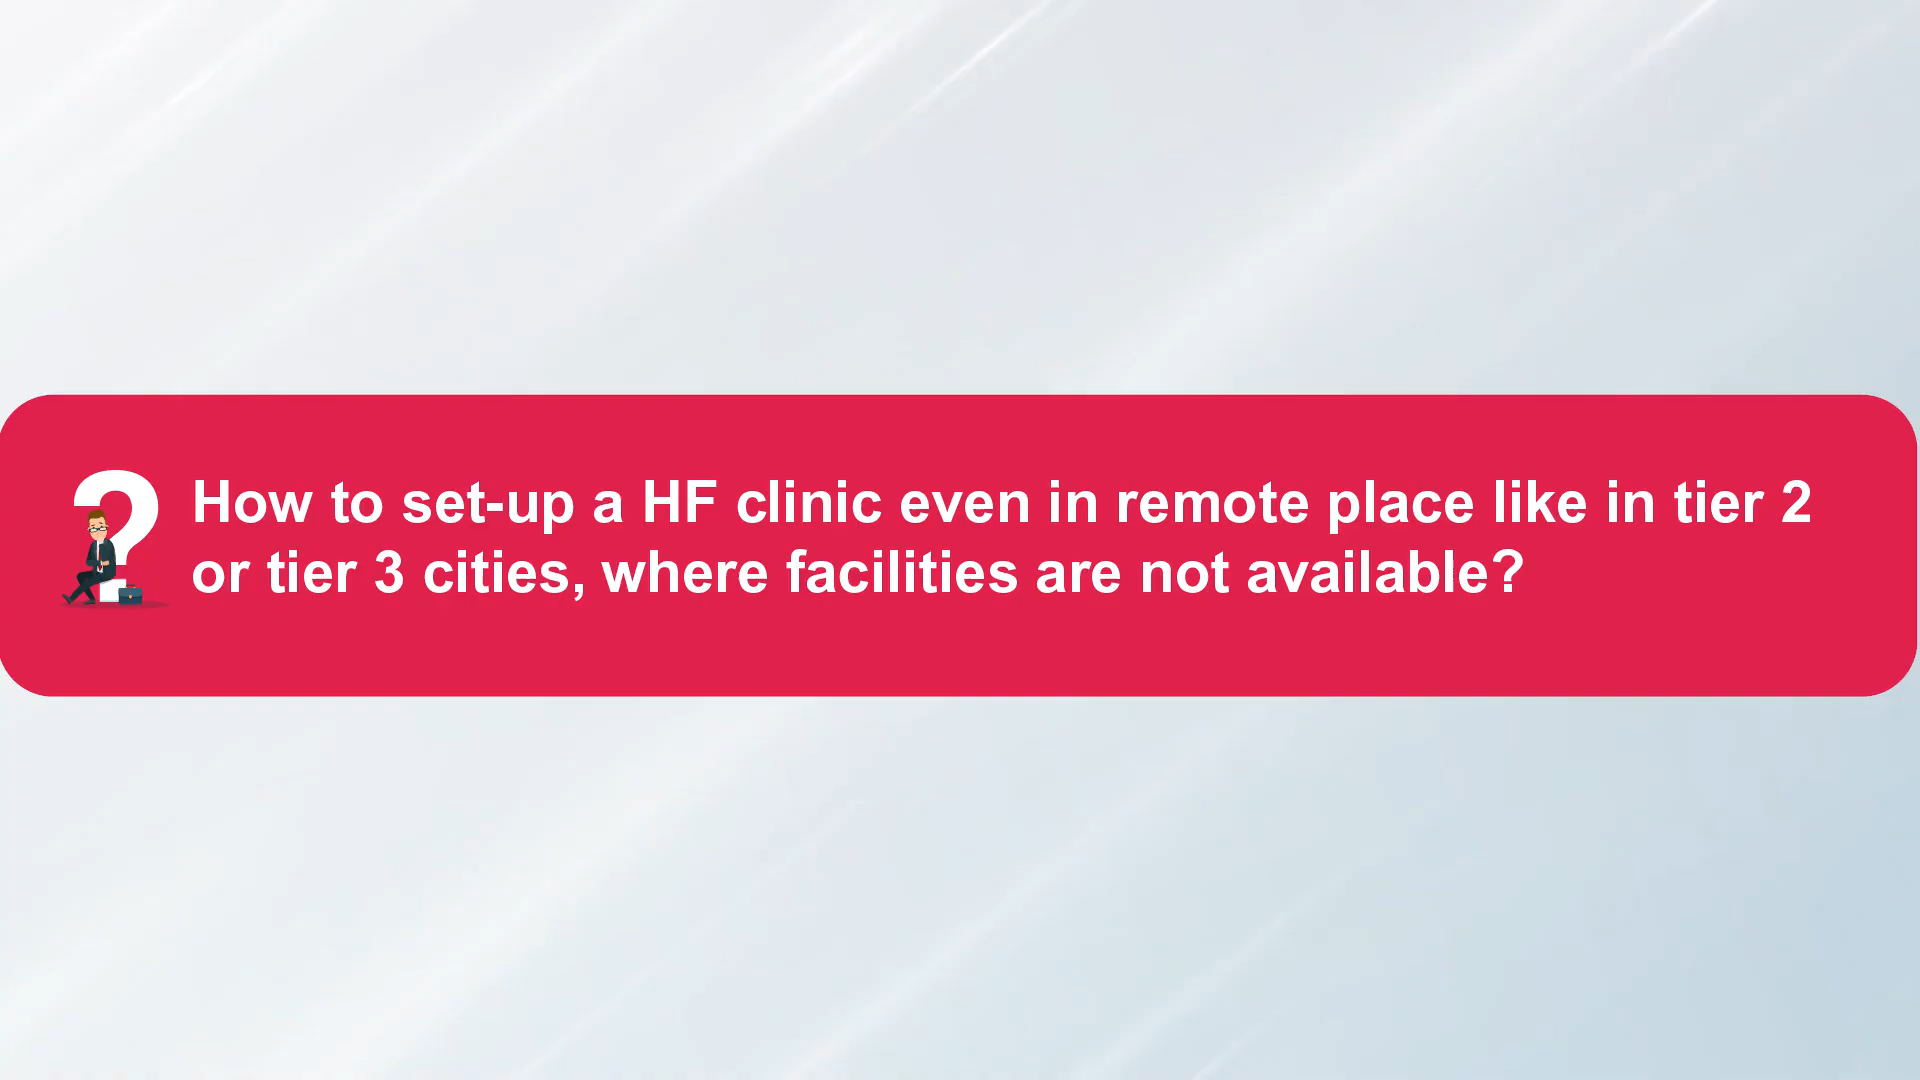 How to set-up a HF clinic even in remote place like in tier 2
or tier 3 cities, where facilities are not available?